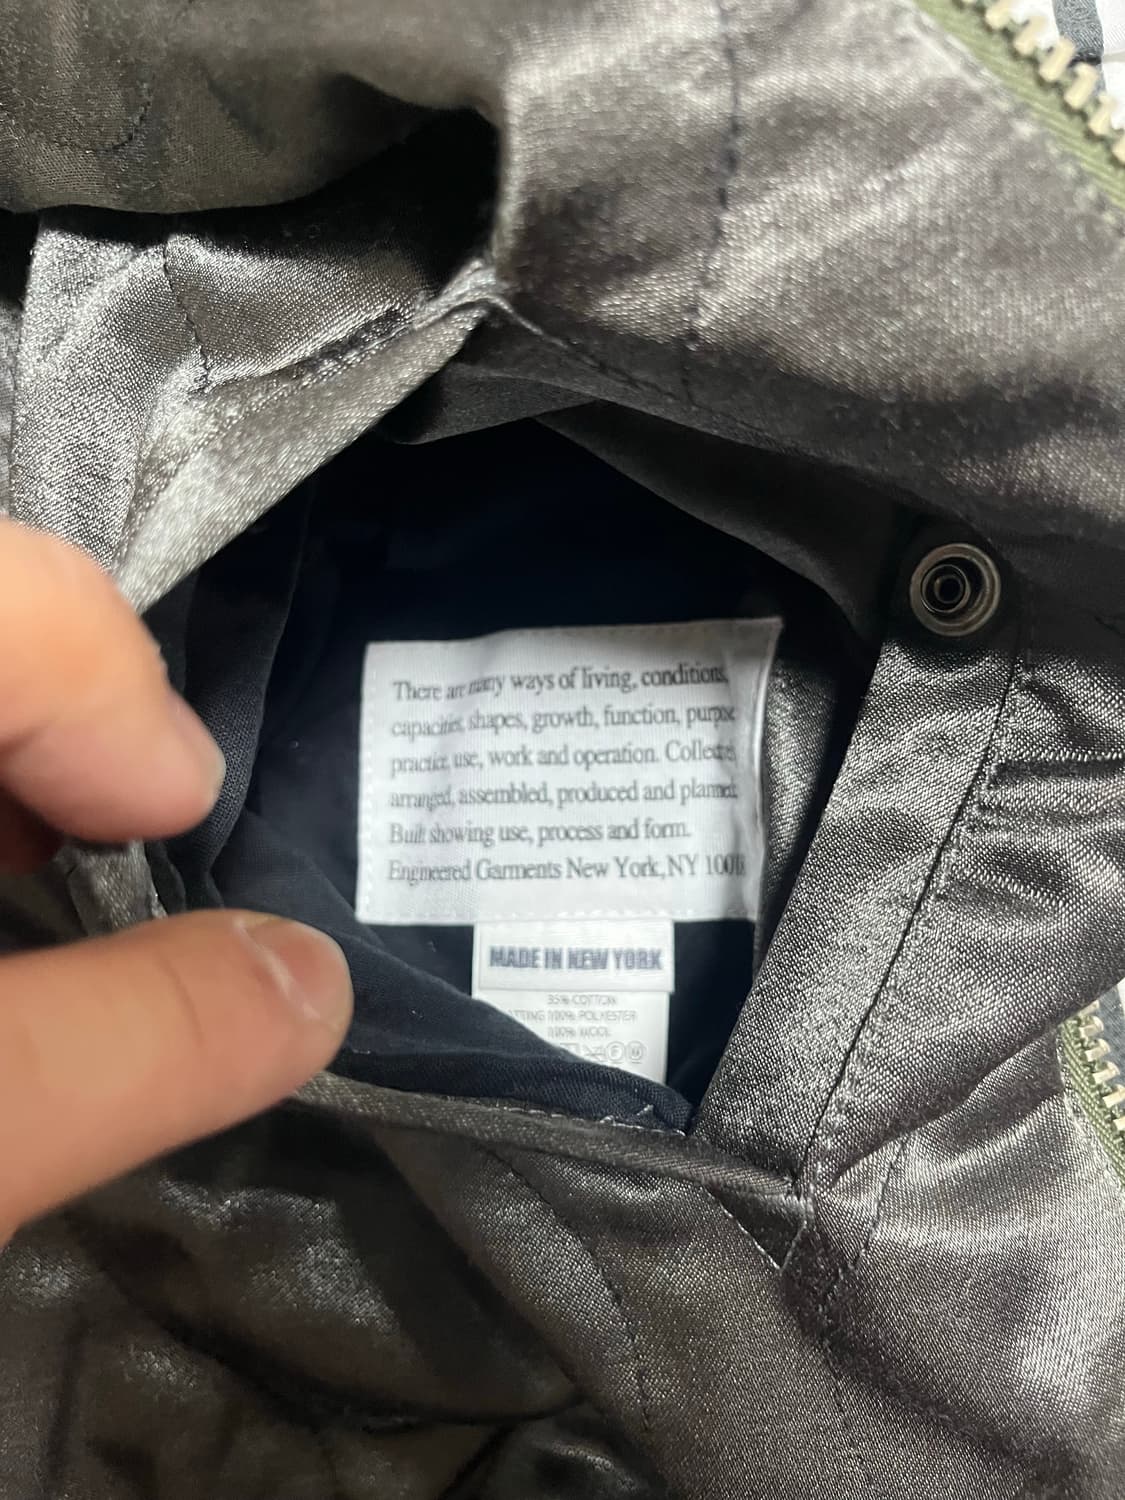 There are many ways of living, conditions,
capacities, shapes, growth, function, purpose
practice, use, work and operation. Collected,
arranged, assembled, produced and planned.
Built showing use, process and form.
Engineered Garments New York, NY
MADE IN NEW YORK
35% COTTON
100% POLYESTER
100% WOOL
F W